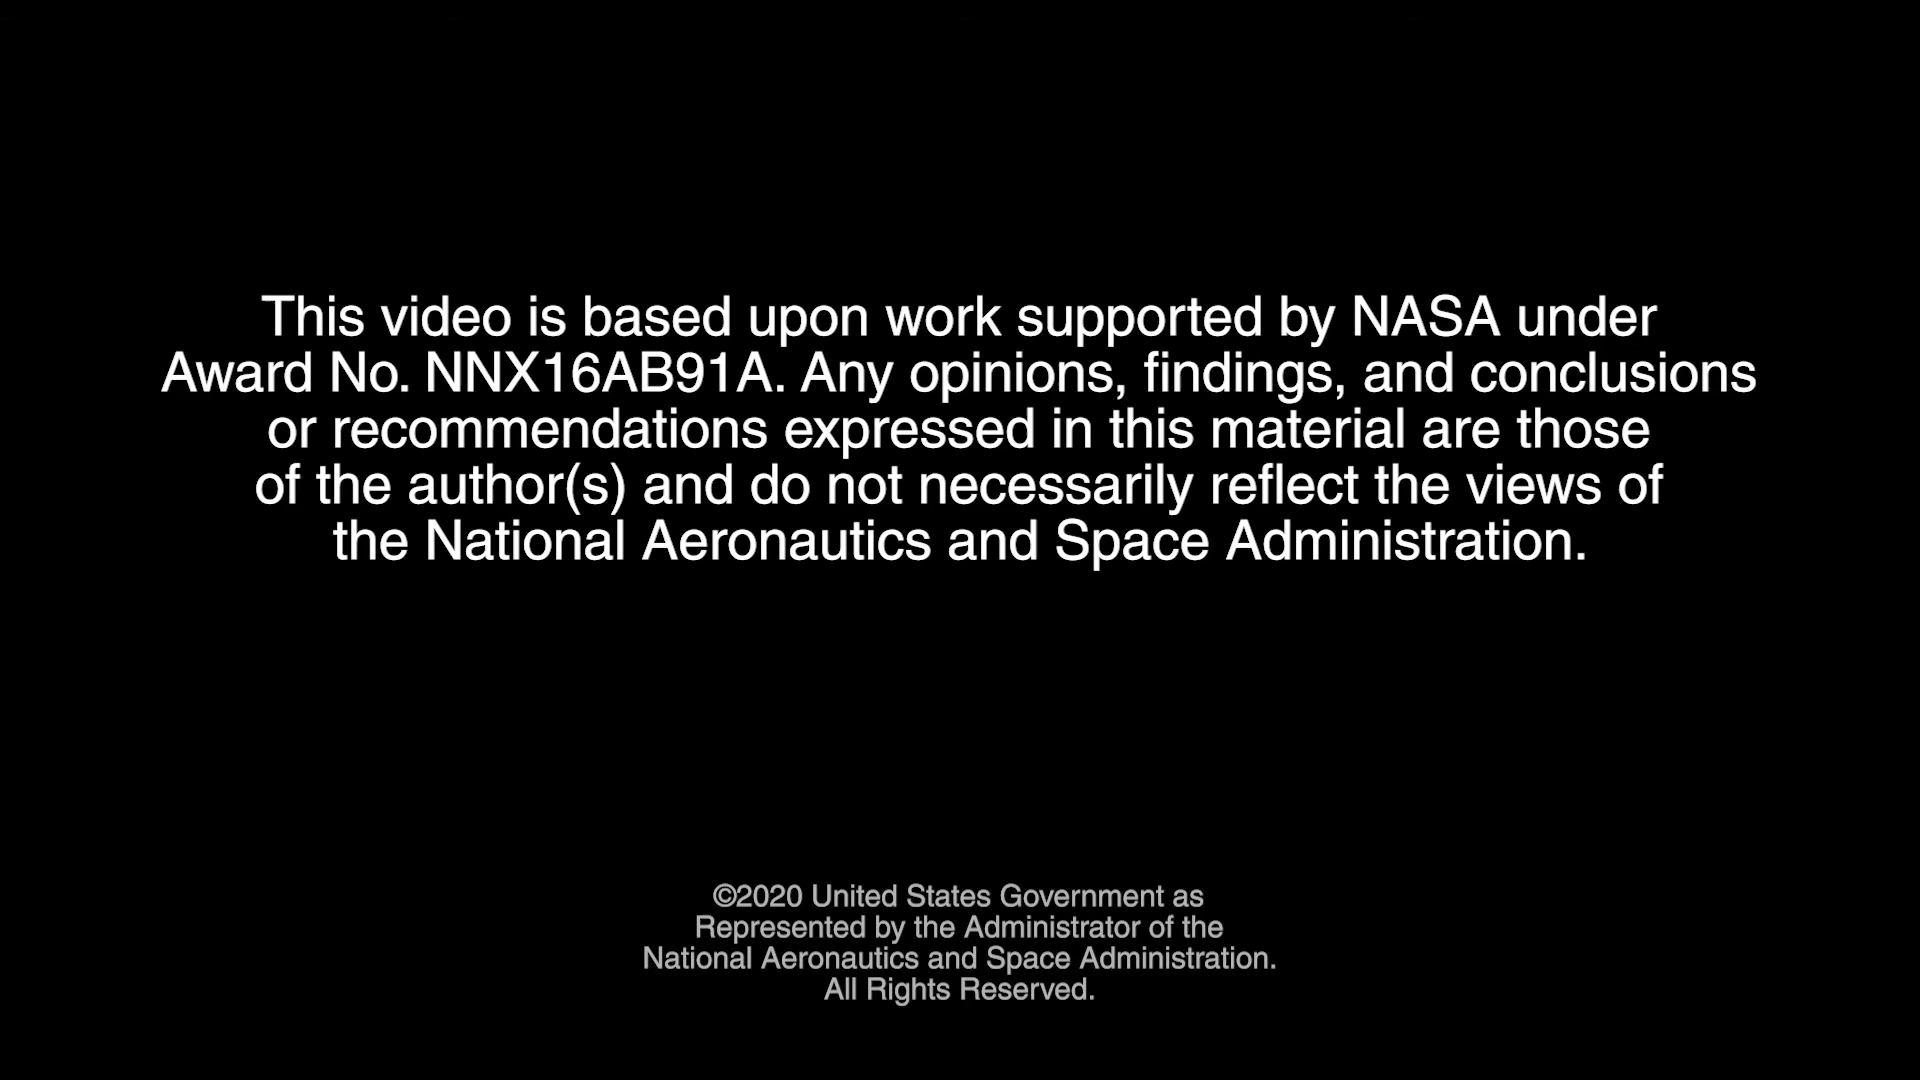 This video is based upon work supported by NASA under
Award No. NNX16AB91A. Any opinions, findings, and conclusions
or recommendations expressed in this material are those
of the author(s) and do not necessarily reflect the views of
the National Aeronautics and Space Administration.
©2020 United States Government as
Represented by the Administrator of the
National Aeronautics and Space Administration.
All Rights Reserved.